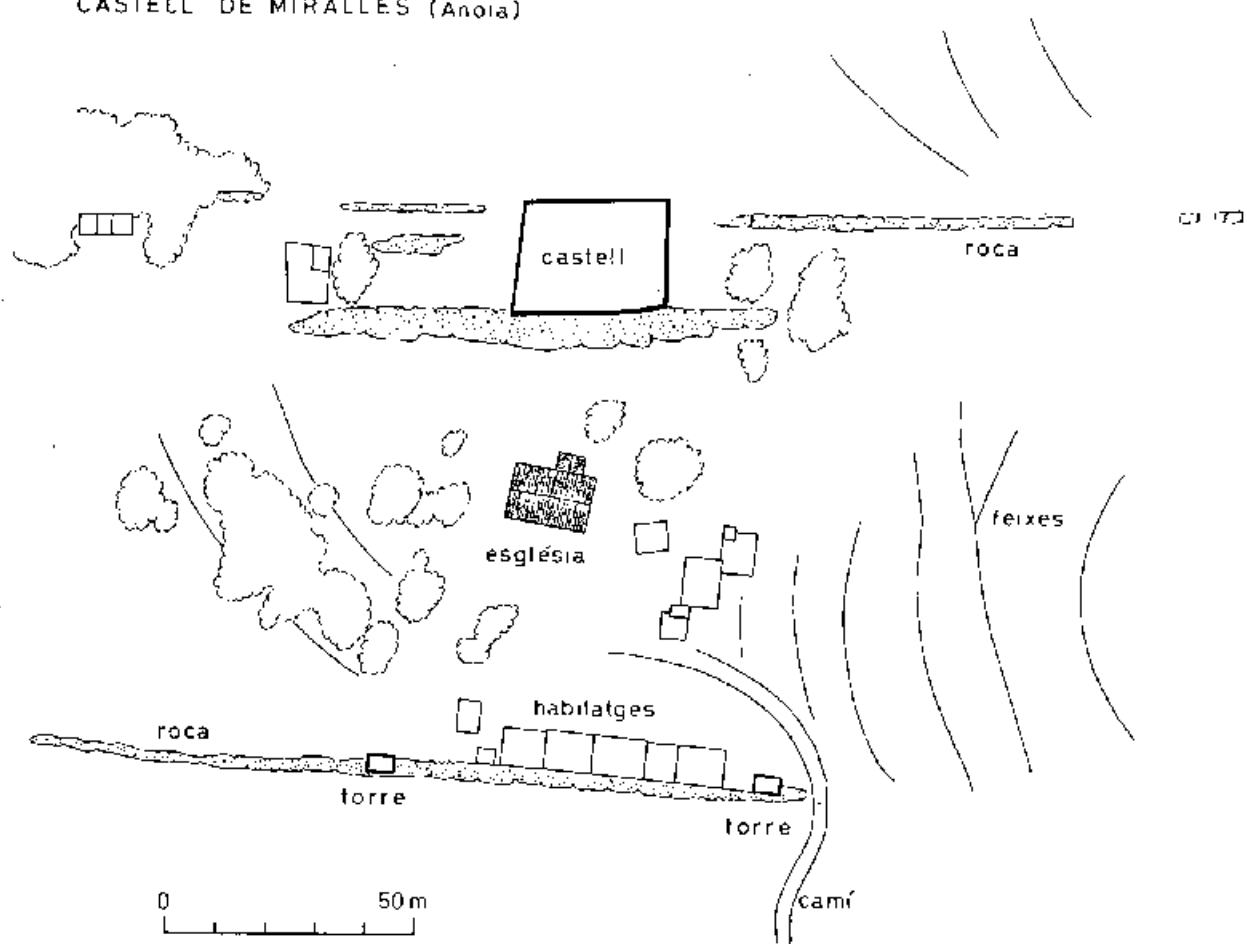 CASTELL DE MIRALLES (Anoia)
castell
roca
feixes
església
habitatges
roca
torre
torre
0 50 m
camí